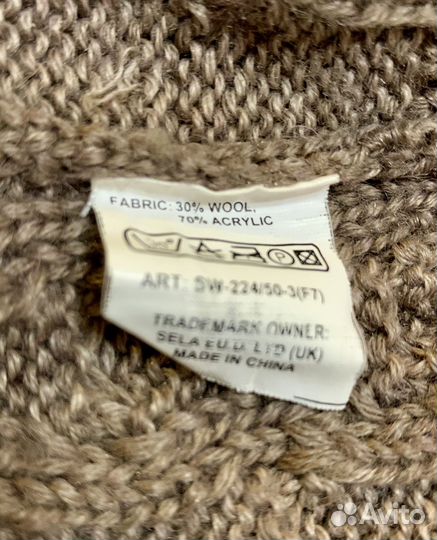 FABRIC: 30% WOOL,
70% ACRYLIC
P
ART: SW-224/50-3(F7)
TRADEMARK OWNER:
SELA EU.D. LTD (UK)
MADE IN CHINA
Avito